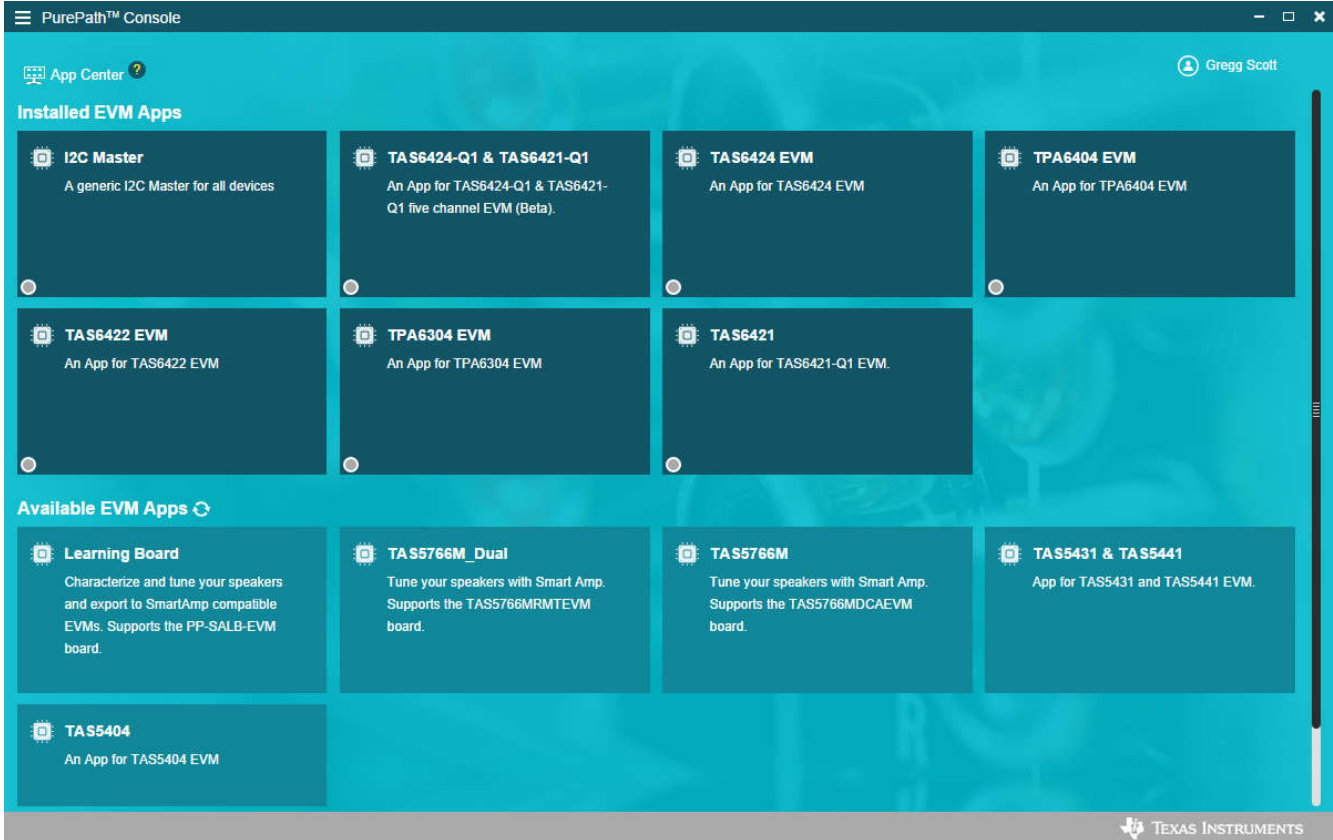 PurePath™ Console
App Center ?
Gregg Scott
Installed EVM Apps
I2C Master
A generic I2C Master for all devices
TAS6424-Q1 & TAS6421-Q1
An App for TAS6424-Q1 & TAS6421-
Q1 five channel EVM (Beta).
TAS6424 EVM
An App for TAS6424 EVM
TPA6404 EVM
An App for TPA6404 EVM
TAS6422 EVM
An App for TAS6422 EVM
TPA6304 EVM
An App for TPA6304 EVM
TAS6421
An App for TAS6421-Q1 EVM.
Available EVM Apps
Learning Board
Characterize and tune your speakers
and export to SmartAmp compatible
EVMs. Supports the PP-SALB-EVM
board.
TAS5766M_Dual
Tune your speakers with Smart Amp.
Supports the TAS5766MRMTEVM
board.
TAS5766M
Tune your speakers with Smart Amp.
Supports the TAS5766MDCAEVM
board.
TAS5431 & TAS5441
App for TAS5431 and TAS5441 EVM.
TAS5404
An App for TAS5404 EVM
TEXAS INSTRUMENTS